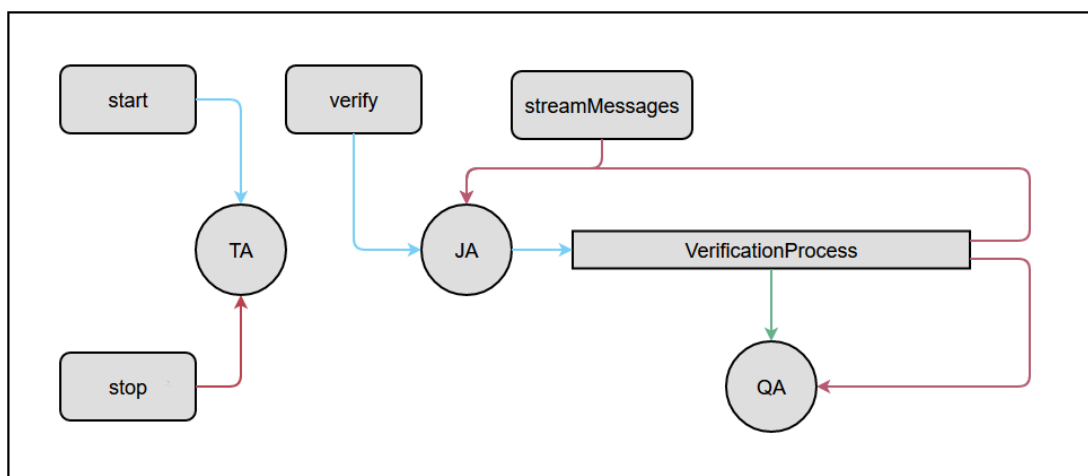 start
verify
streamMessages
TA
JA
VerificationProcess
stop
QA